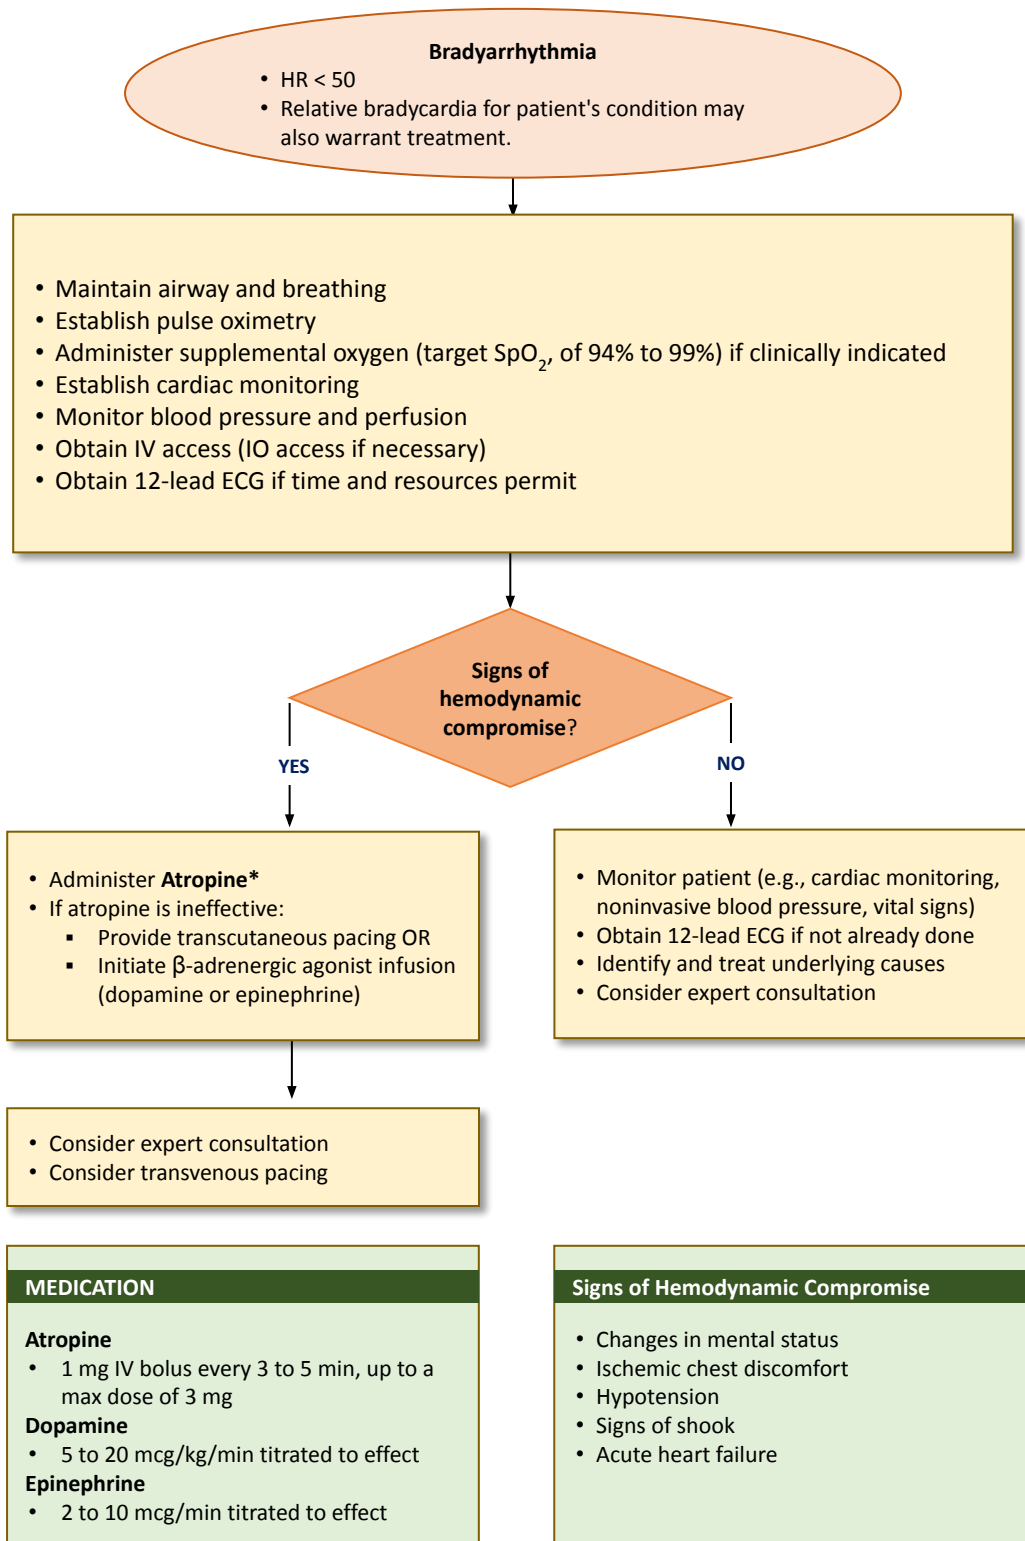 Bradyarrhythmia
• HR < 50
• Relative bradycardia for patient's condition may
also warrant treatment.
• Maintain airway and breathing
• Establish pulse oximetry
• Administer supplemental oxygen (target SpO₂, of 94% to 99%) if clinically indicated
• Establish cardiac monitoring
• Monitor blood pressure and perfusion
• Obtain IV access (IO access if necessary)
• Obtain 12-lead ECG if time and resources permit
Signs of
hemodynamic
compromise?
YES
NO
• Administer Atropine*
• If atropine is ineffective:
▪ Provide transcutaneous pacing OR
▪ Initiate β-adrenergic agonist infusion
(dopamine or epinephrine)
• Monitor patient (e.g., cardiac monitoring,
noninvasive blood pressure, vital signs)
• Obtain 12-lead ECG if not already done
• Identify and treat underlying causes
• Consider expert consultation
• Consider expert consultation
• Consider transvenous pacing
MEDICATION
Atropine
• 1 mg IV bolus every 3 to 5 min, up to a
max dose of 3 mg
Dopamine
• 5 to 20 mcg/kg/min titrated to effect
Epinephrine
• 2 to 10 mcg/min titrated to effect
Signs of Hemodynamic Compromise
• Changes in mental status
• Ischemic chest discomfort
• Hypotension
• Signs of shook
• Acute heart failure